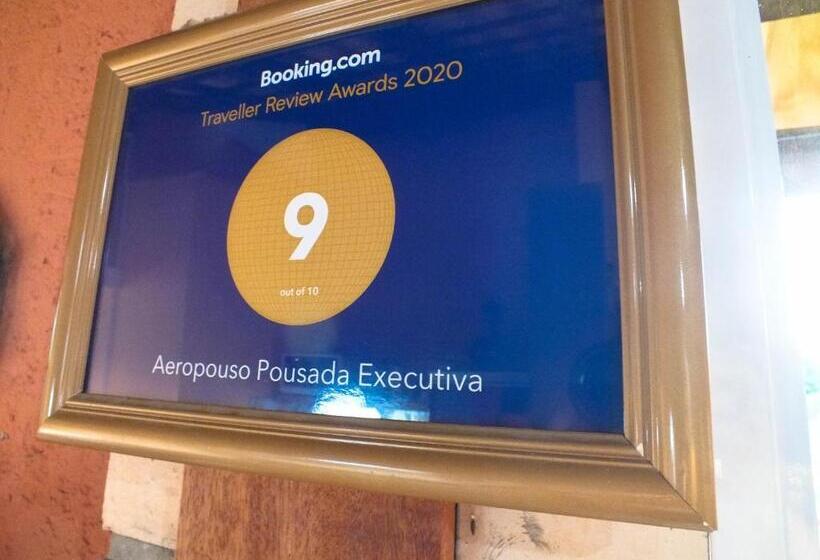 Booking.com
Traveller Review Awards 2020
9
out of 10
Aeropouso Pousada Executiva